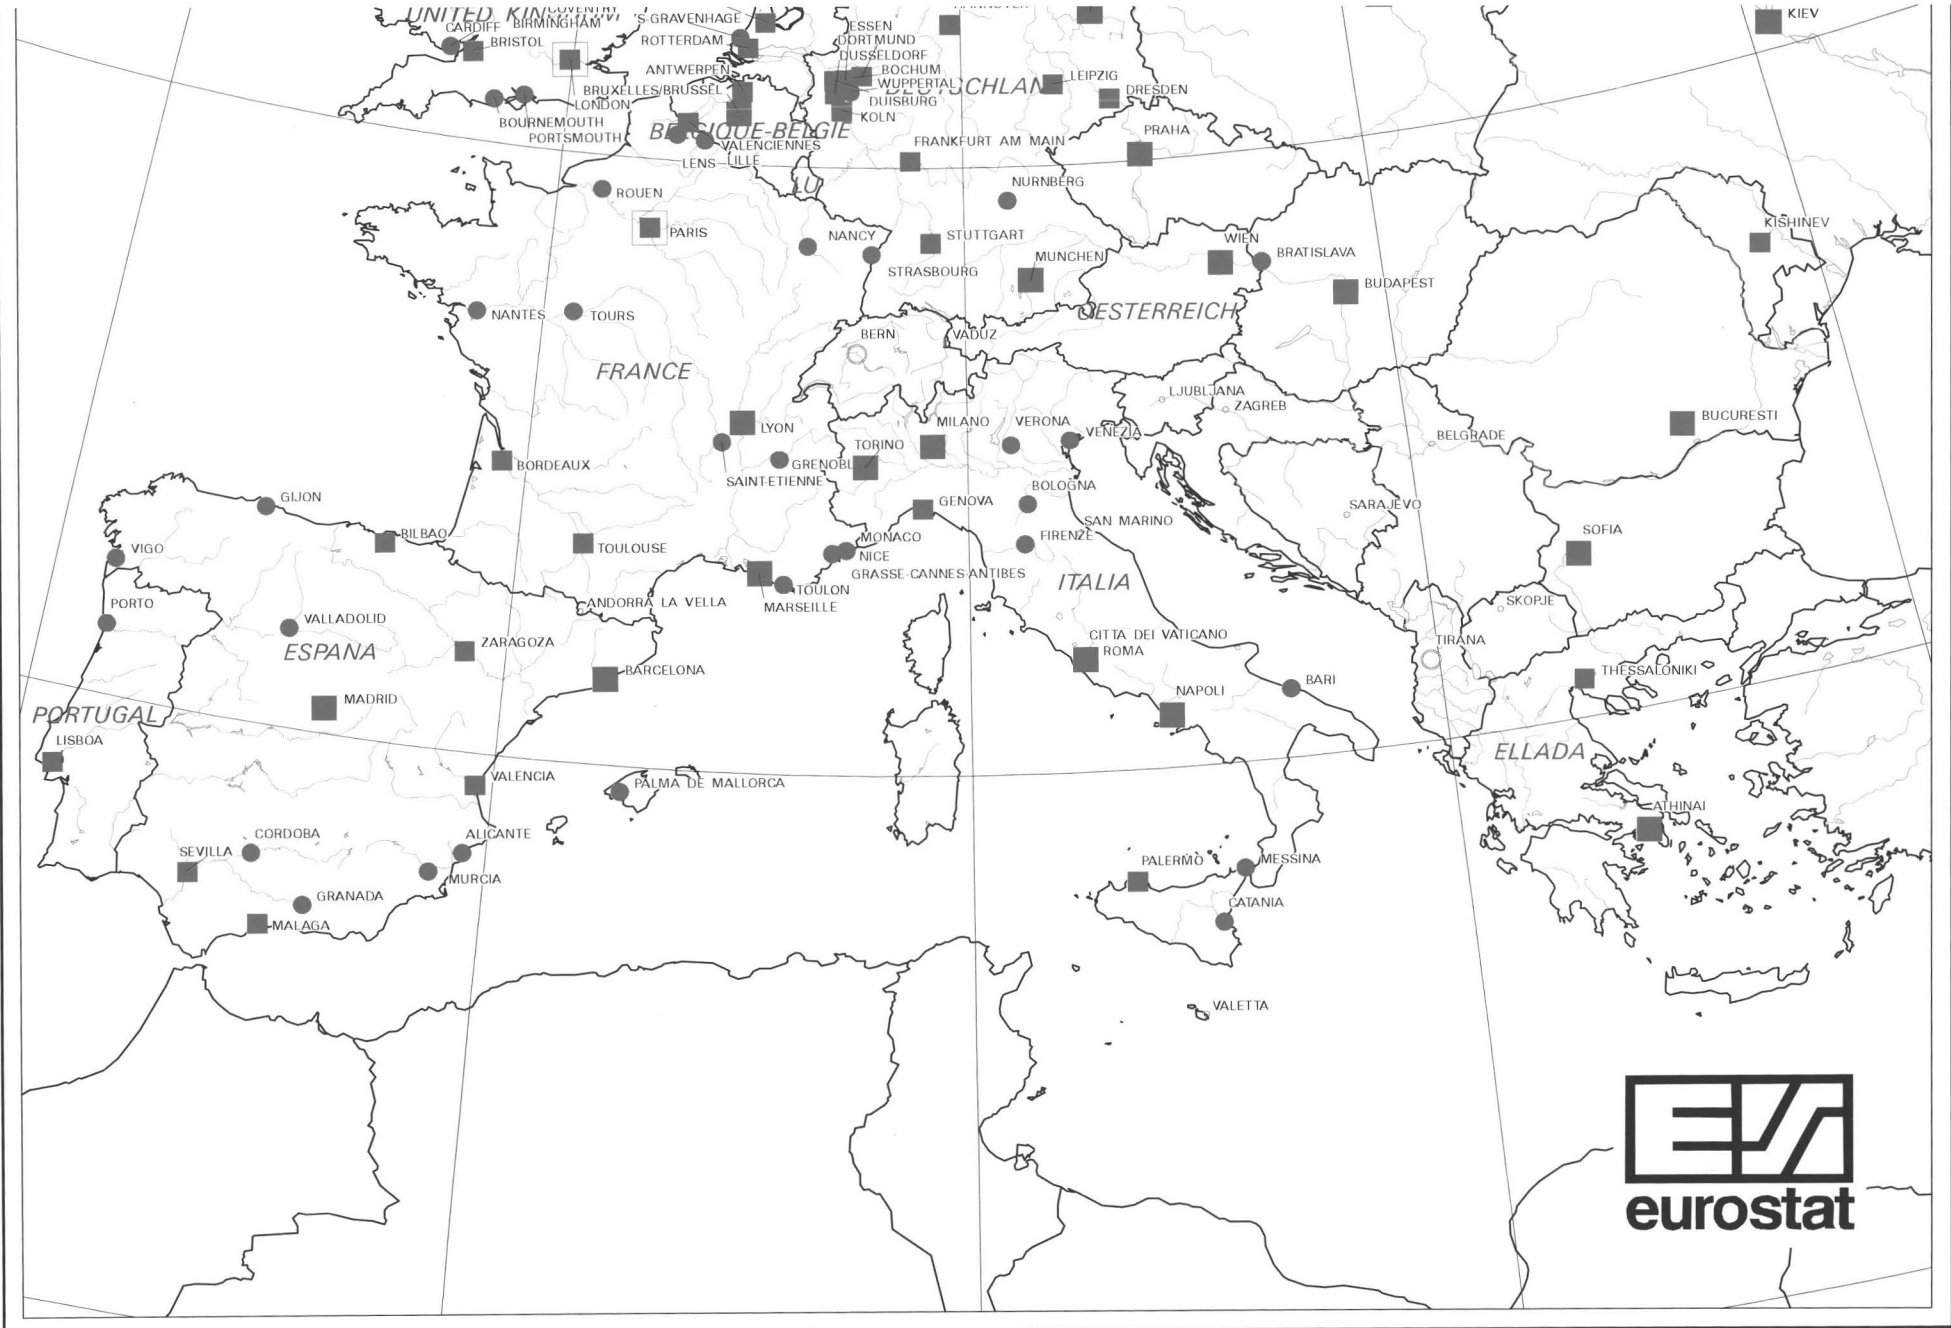 COVENTRY
UNITED KINGDOM
'S GRAVENHAGE
HANNOVER
KIEV
CARDIFF
BIRMINGHAM
ESSEN
BRISTOL
ROTTERDAM
DORTMUND
DUSSELDORF
ANTWERPEN
BOCHUM
LEIPZIG
BRUXELLES/BRUSSEL
WUPPERTAL
DEUTSCHLAND
DRESDEN
LONDON
DUISBURG
BOURNEMOUTH
KOLN
PORTSMOUTH
BELGIQUE-BELGIE
PRAHA
VALENCIENNES
FRANKFURT AM MAIN
LENS
LILLE
LU
NURNBERG
ROUEN
KISHINEV
PARIS
NANCY
STUTTGART
WIEN
BRATISLAVA
STRASBOURG
MUNCHEN
BUDAPEST
NANTES
TOURS
OESTERREICH
BERN
VADUZ
FRANCE
LJUBLJANA
ZAGREB
BUCURESTI
LYON
MILANO
VERONA
VENEZIA
BELGRADE
TORINO
BORDEAUX
GRENOBL
SAINT-ETIENNE
BOLOGNA
GIJON
GENOVA
SARAJEVO
SAN MARINO
BILBAO
MONACO
FIRENZE
SOFIA
VIGO
TOULOUSE
NICE
GRASSE-CANNES-ANTIBES
ITALIA
TOULON
PORTO
ANDORRA LA VELLA
MARSEILLE
SKOPJE
VALLADOLID
CITTA DEI VATICANO
TIRANA
ESPANA
ZARAGOZA
ROMA
BARCELONA
THESSALONIKI
MADRID
NAPOLI
BARI
PORTUGAL
LISBOA
ELLADA
VALENCIA
PALMA DE MALLORCA
ATHINAI
CORDOBA
ALICANTE
SEVILLA
PALERMO
MESSINA
MURCIA
GRANADA
CATANIA
MALAGA
VALETTA
eurostat